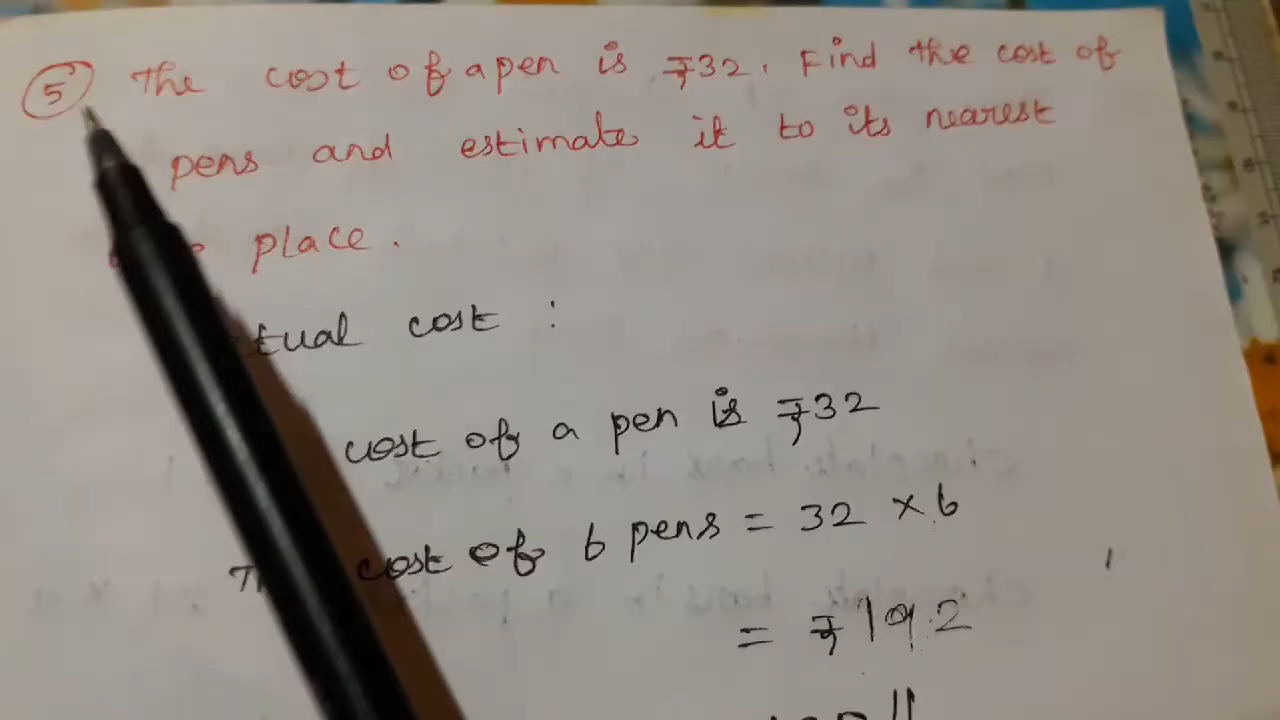 5 The cost of a pen is ₹32. Find the cost of
pens and estimate it to its nearest
place.
tual cost :
cost of a pen is ₹32
cost of 6 pens = 32 × 6
= ₹192